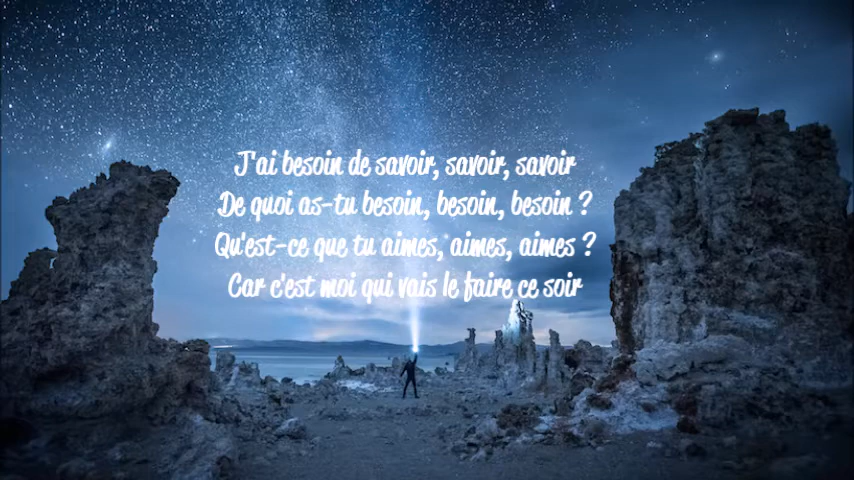 J'ai besoin de savoir, savoir, savoir
De quoi as-tu besoin, besoin, besoin ?
Qu'est-ce que tu aimes, aimes, aimes ?
Car c'est moi qui vais le faire ce soir